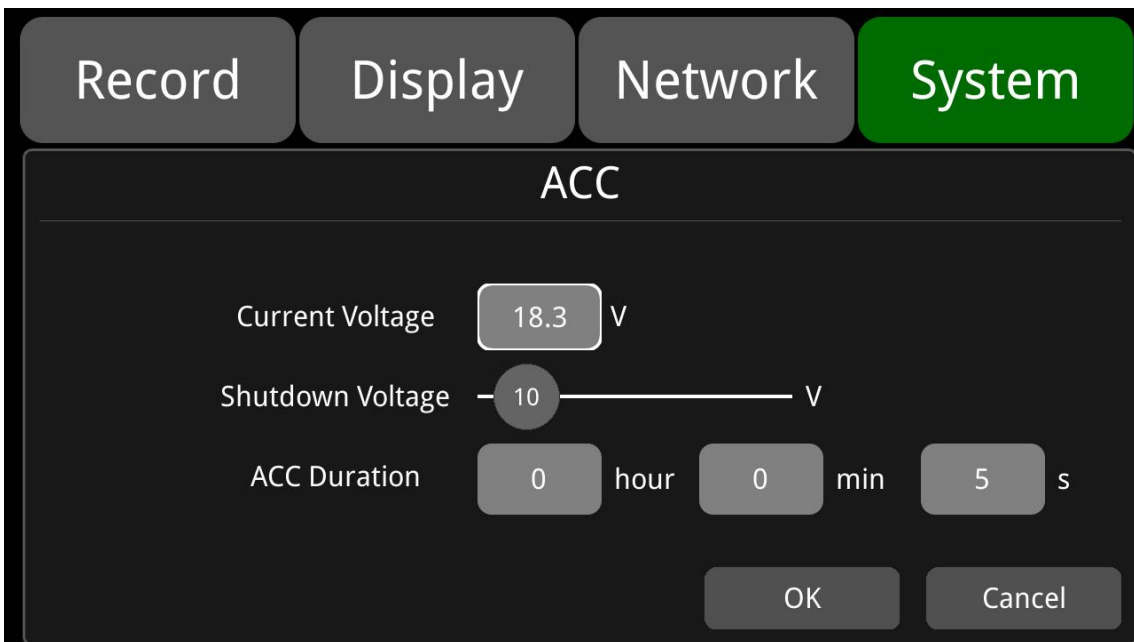 Record Display Network System
ACC
Current Voltage 18.3 V
Shutdown Voltage 10 V
ACC Duration 0 hour 0 min 5 s
OK Cancel